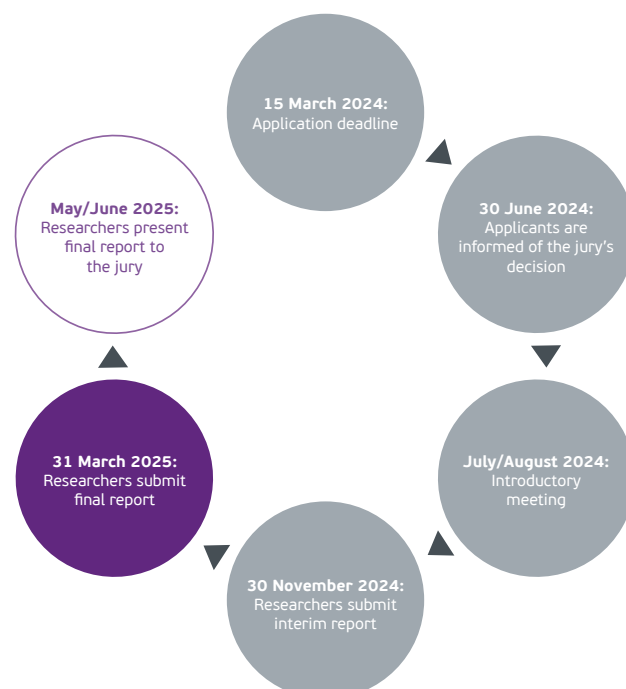 15 March 2024:
Application deadline
30 June 2024:
Applicants are
informed of the jury’s
decision
July/August 2024:
Introductory
meeting
30 November 2024:
Researchers submit
interim report
31 March 2025:
Researchers submit
final report
May/June 2025:
Researchers present
final report to
the jury